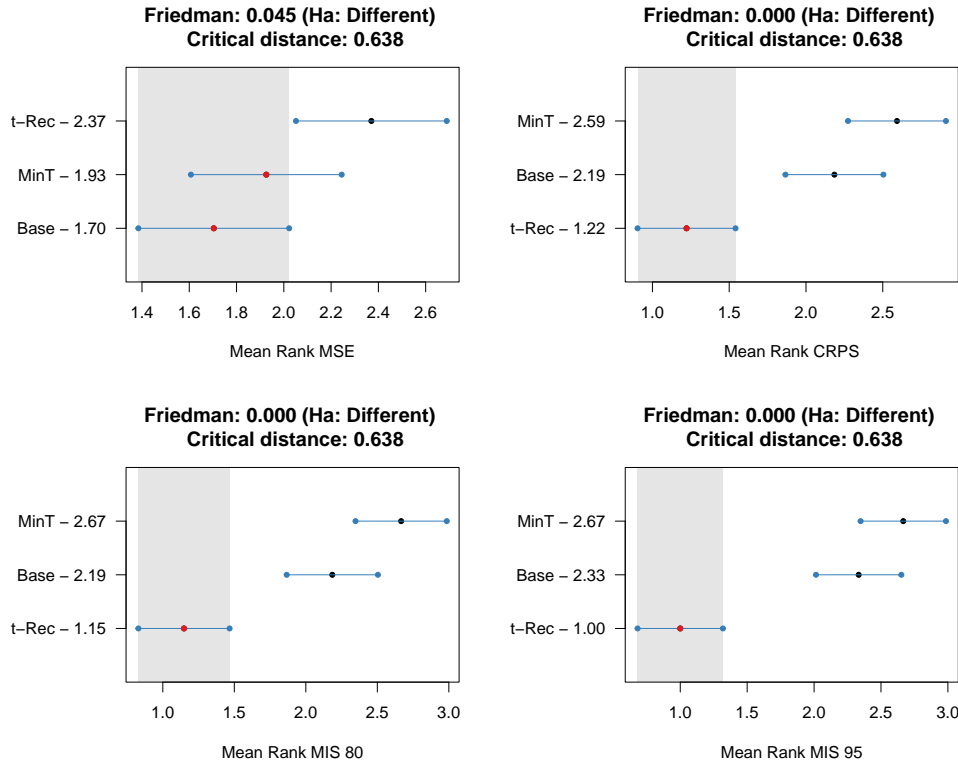 Friedman: 0.045 (Ha: Different)
Critical distance: 0.638
t−Rec − 2.37
MinT − 1.93
Base − 1.70
1.4 1.6 1.8 2.0 2.2 2.4 2.6
Mean Rank MSE
Friedman: 0.000 (Ha: Different)
Critical distance: 0.638
MinT − 2.59
Base − 2.19
t−Rec − 1.22
1.0 1.5 2.0 2.5
Mean Rank CRPS
Friedman: 0.000 (Ha: Different)
Critical distance: 0.638
MinT − 2.67
Base − 2.19
t−Rec − 1.15
1.0 1.5 2.0 2.5 3.0
Mean Rank MIS 80
Friedman: 0.000 (Ha: Different)
Critical distance: 0.638
MinT − 2.67
Base − 2.33
t−Rec − 1.00
1.0 1.5 2.0 2.5 3.0
Mean Rank MIS 95